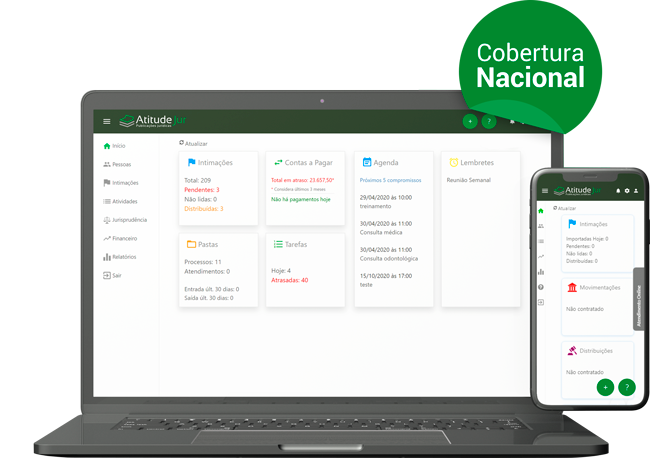 Cobertura
Nacional
AtitudeJur
Publicações jurídicas
+
?
Início
Pessoas
Intimações
Atividades
Jurisprudência
Financeiro
Relatórios
Sair
Atualizar
Intimações
Total: 209
Pendentes: 3
Não lidas: 0
Distribuídas: 3
Contas a Pagar
Total em atraso: 23.657,50*
* Considera últimos 3 meses
Não há pagamentos hoje
Agenda
Próximos 5 compromissos
29/04/2020 às 10:00
treinamento
30/04/2020 às 11:00
Consulta médica
30/04/2020 às 11:00
Consulta odontológica
15/10/2020 às 17:00
teste
Lembretes
Reunião Semanal
Pastas
Processos: 11
Atendimentos: 0
Entrada últ. 30 dias: 0
Saída últ. 30 dias: 0
Tarefas
Hoje: 4
Atrasadas: 40
AtitudeJur
Atualizar
Intimações
Importadas Hoje: 0
Pendentes: 0
Não lidas: 0
Distribuídas: 0
Movimentações
Não contratado
Atendimento Online
Distribuições
Não contratado
+
?